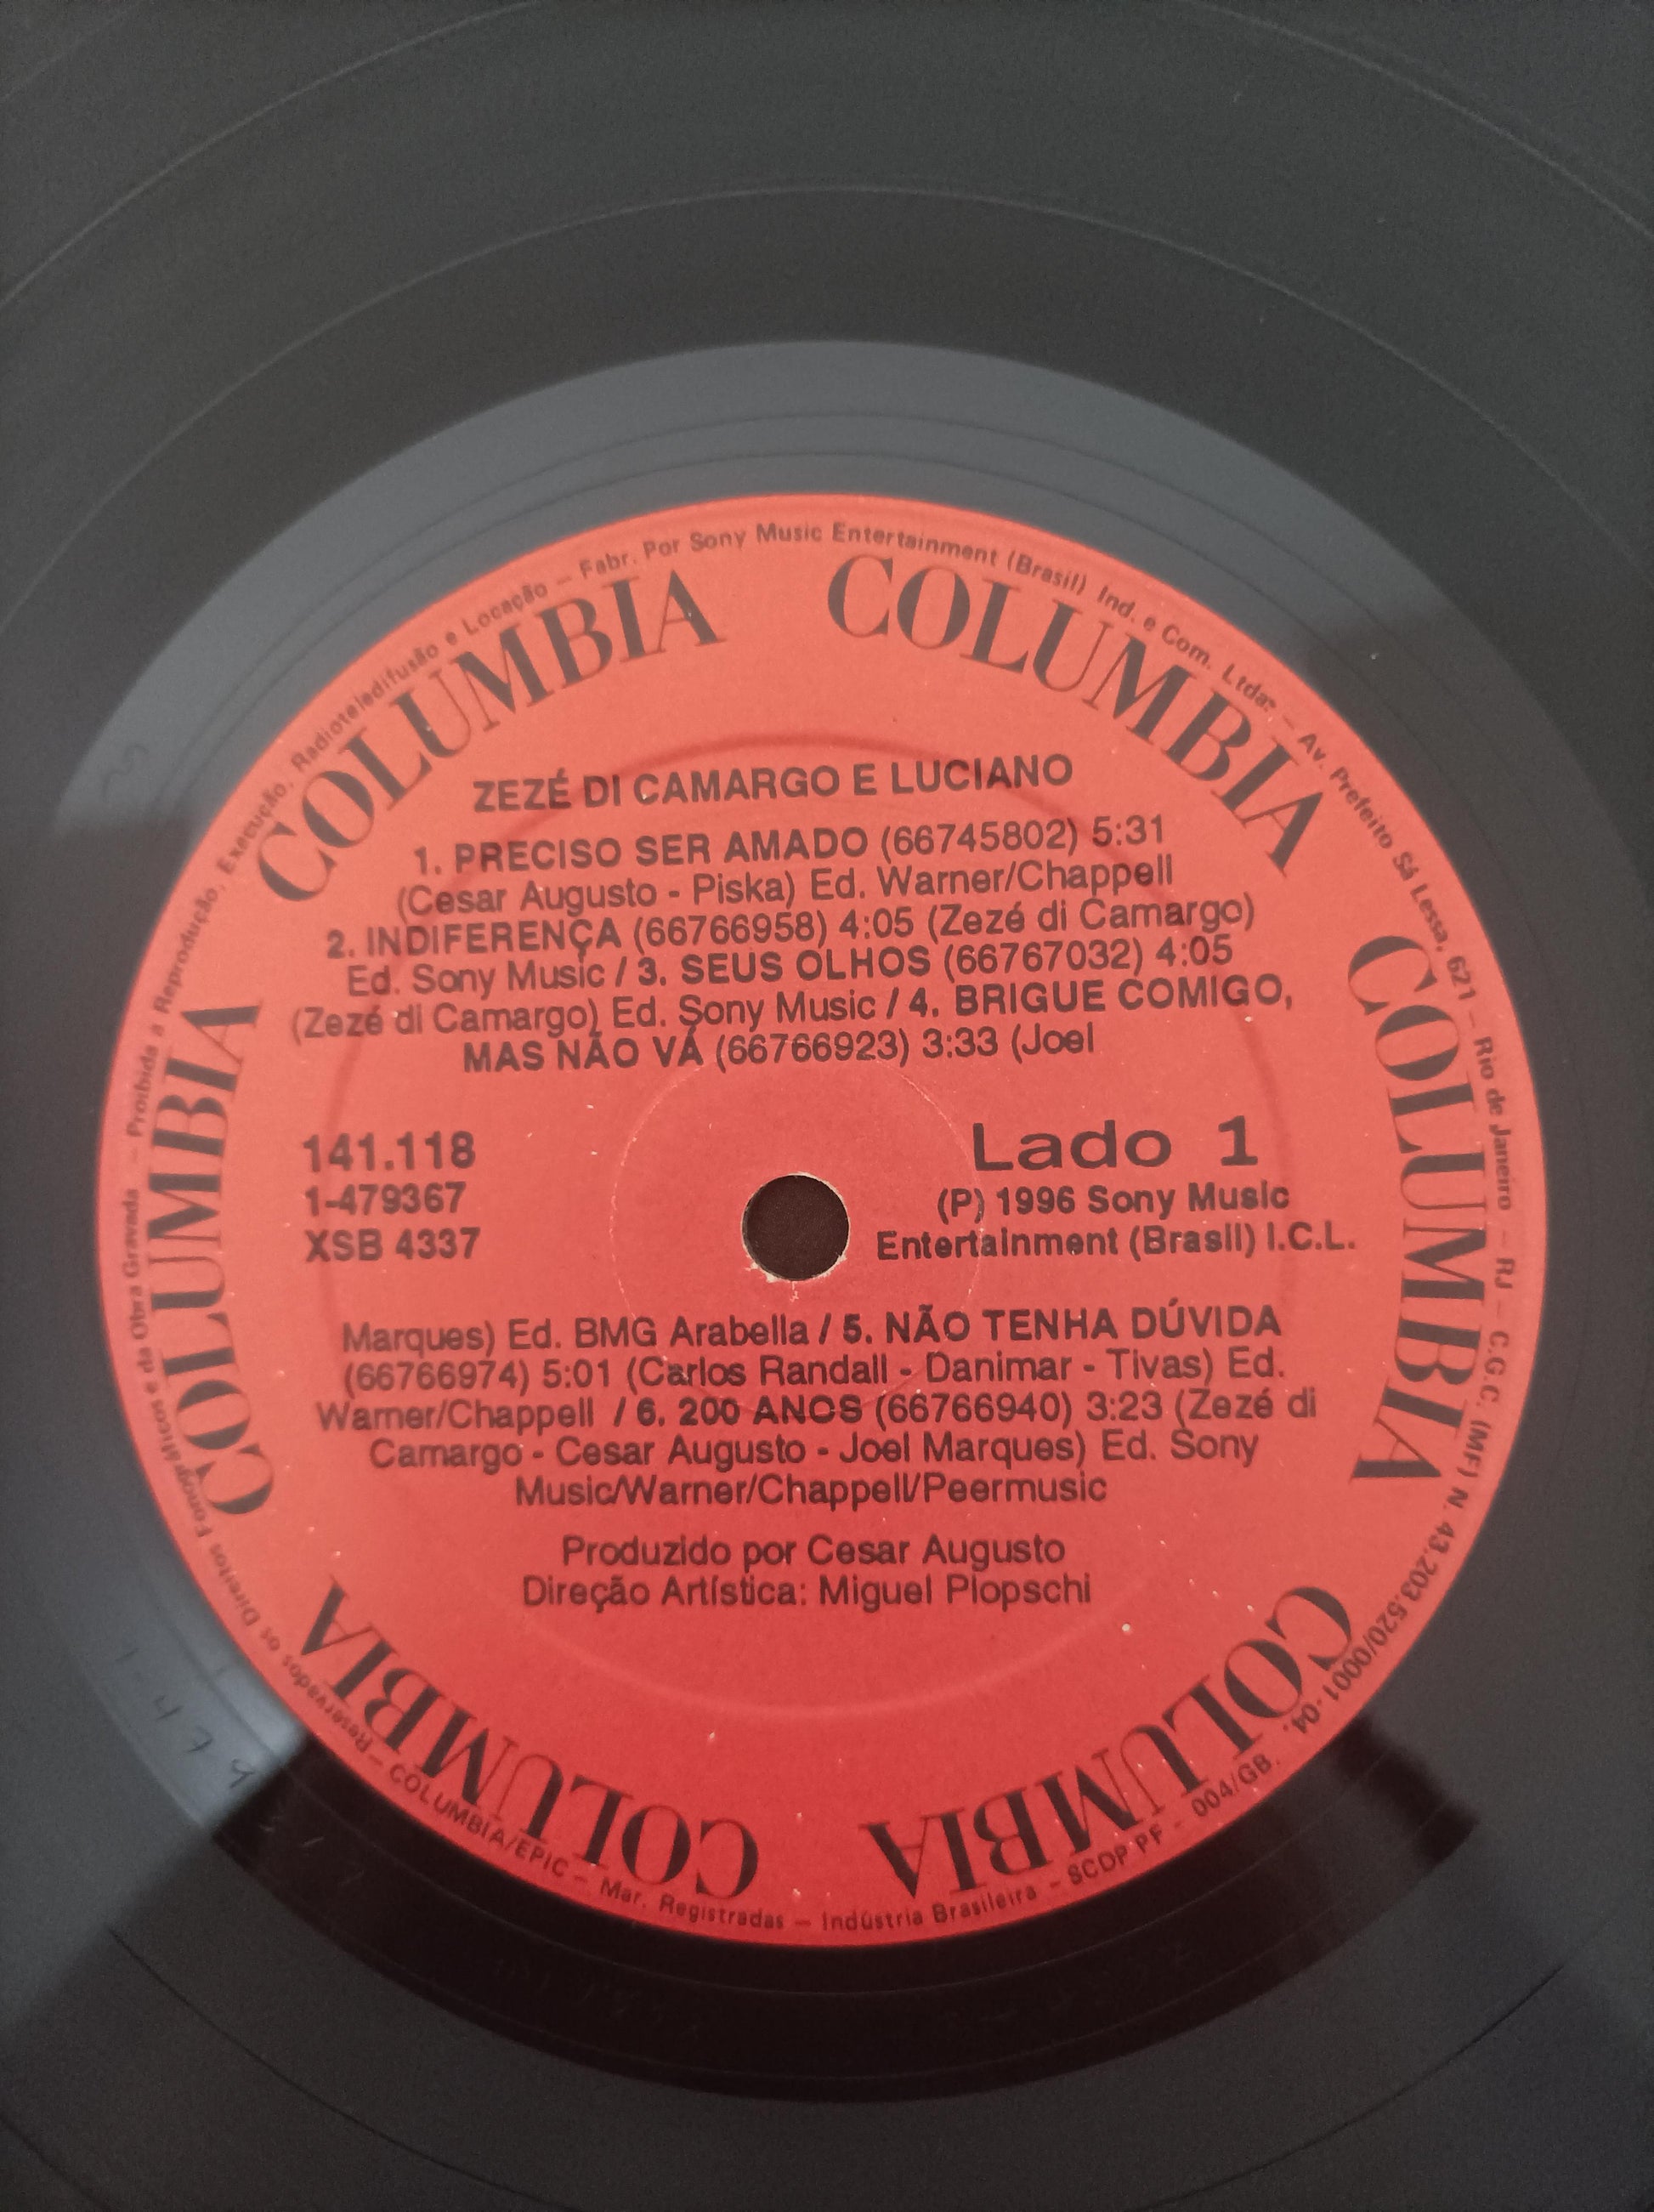 Reservados os Direitos Fonográficos e da Obra Gravada – Proibida a Reprodução, Execução, Radioteledifusão e Locação – Fabr. Por Sony Music Entertainment (Brasil) Ind. e Com. Ltda. – Av. Prefeito Sá Lessa, 621 – Rio de Janeiro – RJ – C.G.C. (MF) N. 43.203.520/0001-04.
COLUMBIA COLUMBIA COLUMBIA COLUMBIA COLUMBIA COLUMBIA COLUMBIA
ZEZÉ DI CAMARGO E LUCIANO
1. PRECISO SER AMADO (66745802) 5:31
(Cesar Augusto - Piska) Ed. Warner/Chappell
2. INDIFERENÇA (66766958) 4:05 (Zezé di Camargo)
Ed. Sony Music / 3. SEUS OLHOS (66767032) 4:05
(Zezé di Camargo) Ed. Sony Music / 4. BRIGUE COMIGO,
MAS NÃO VÁ (66766923) 3:33 (Joel
141.118
1-479367
XSB 4337
Lado 1
(P) 1996 Sony Music
Entertainment (Brasil) I.C.L.
Marques) Ed. BMG Arabella / 5. NÃO TENHA DÚVIDA
(66766974) 5:01 (Carlos Randall - Danimar - Tivas) Ed.
Warner/Chappell / 6. 200 ANOS (66766940) 3:23 (Zezé di
Camargo - Cesar Augusto - Joel Marques) Ed. Sony
Music/Warner/Chappell/Peermusic
Produzido por Cesar Augusto
Direção Artística: Miguel Plopschi
COLUMBIA/EPIC – Mar. Registradas – Indústria Brasileira – SCDP PF - 004/GB.